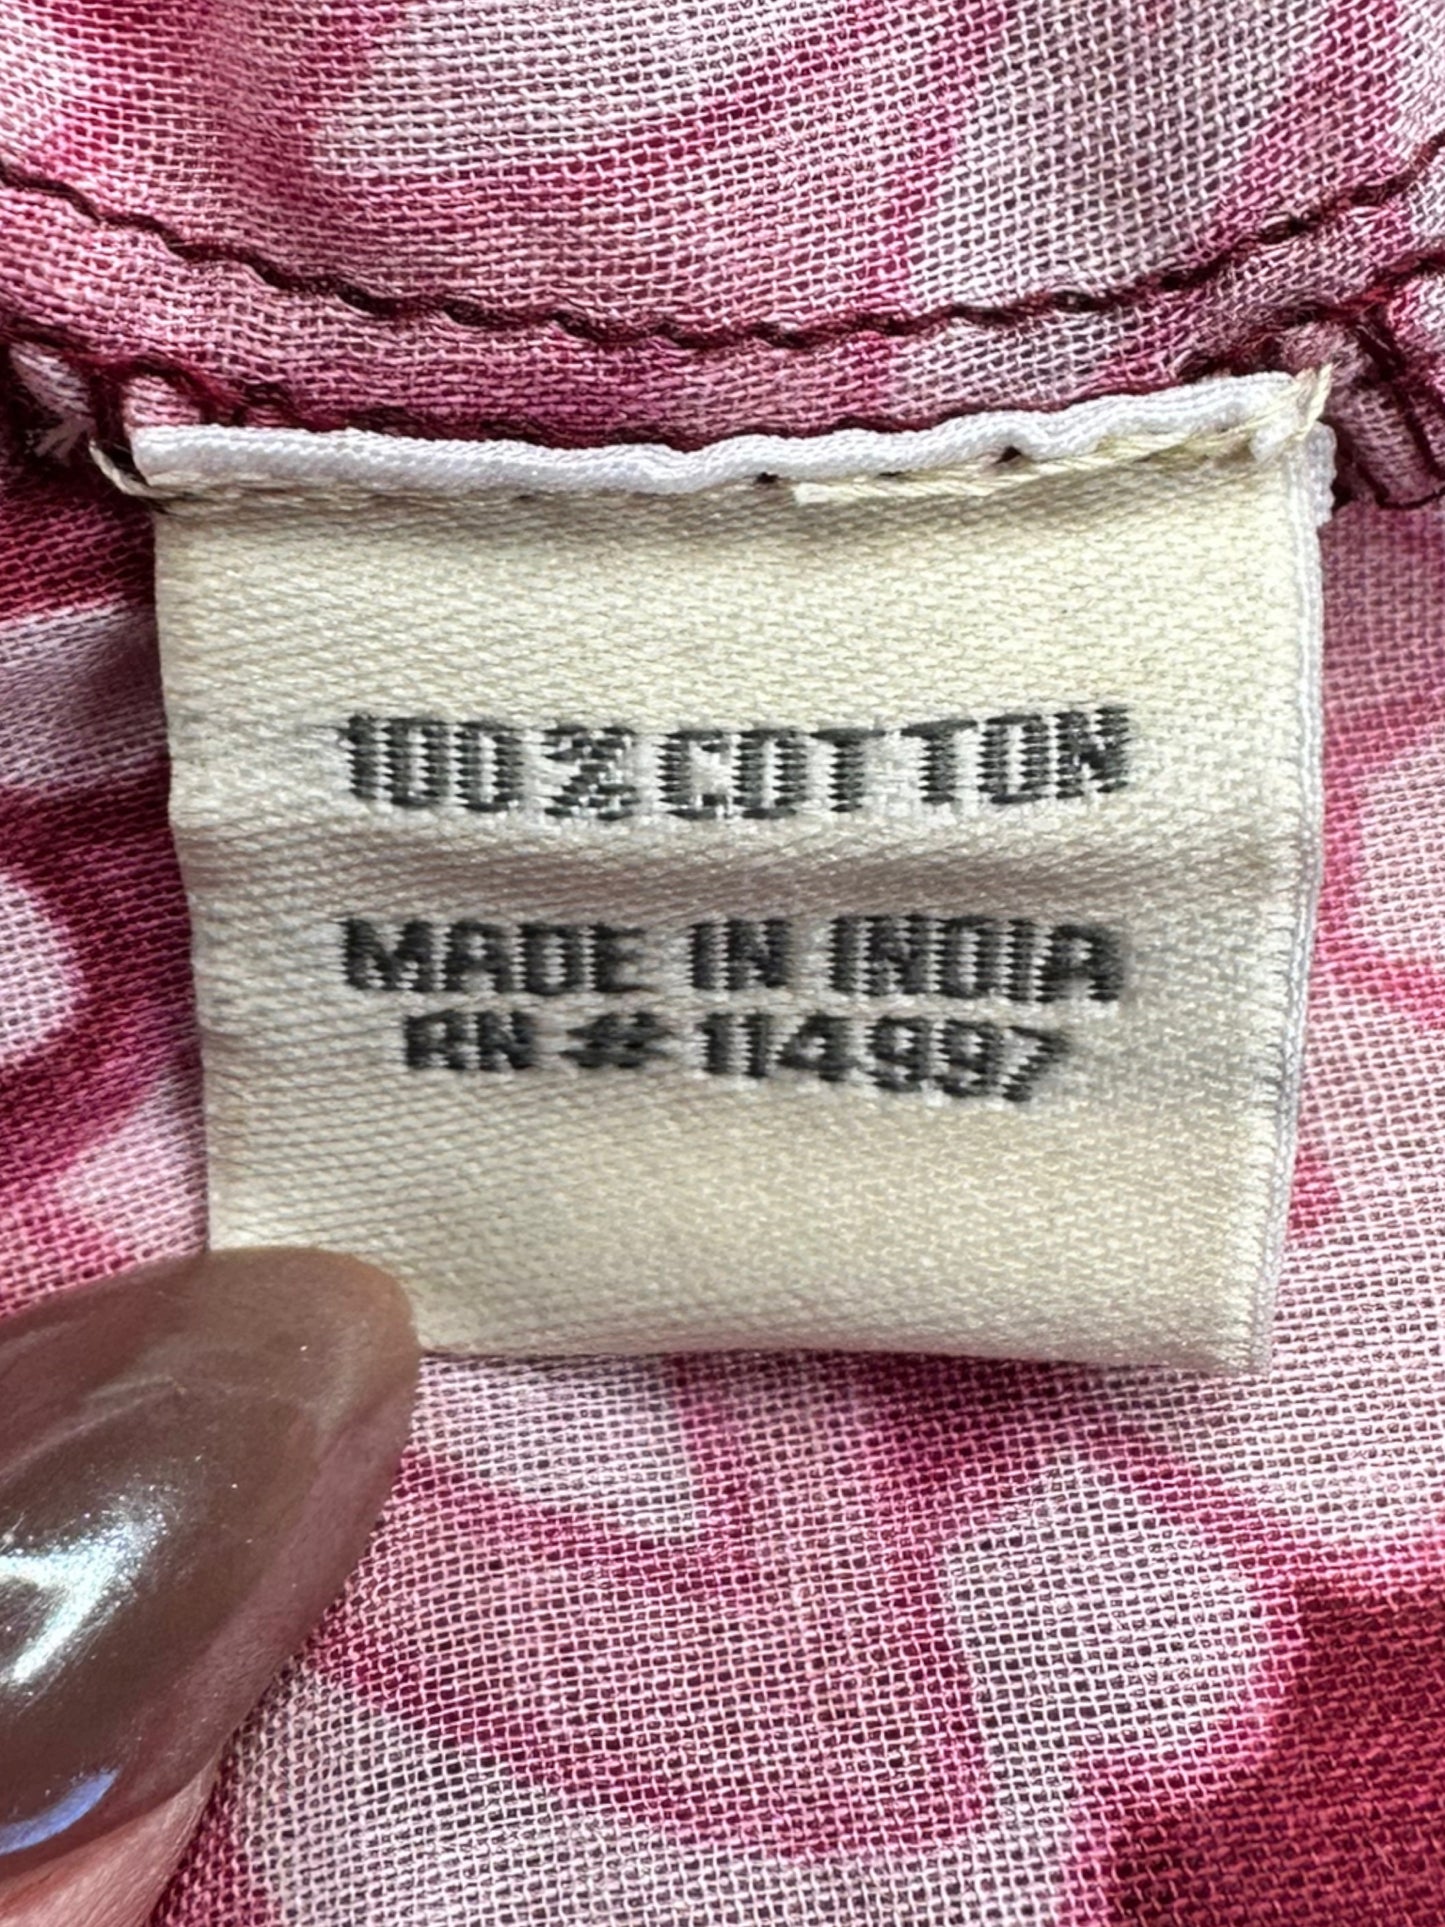 100% COTTON
MADE IN INDIA
RN # 114997